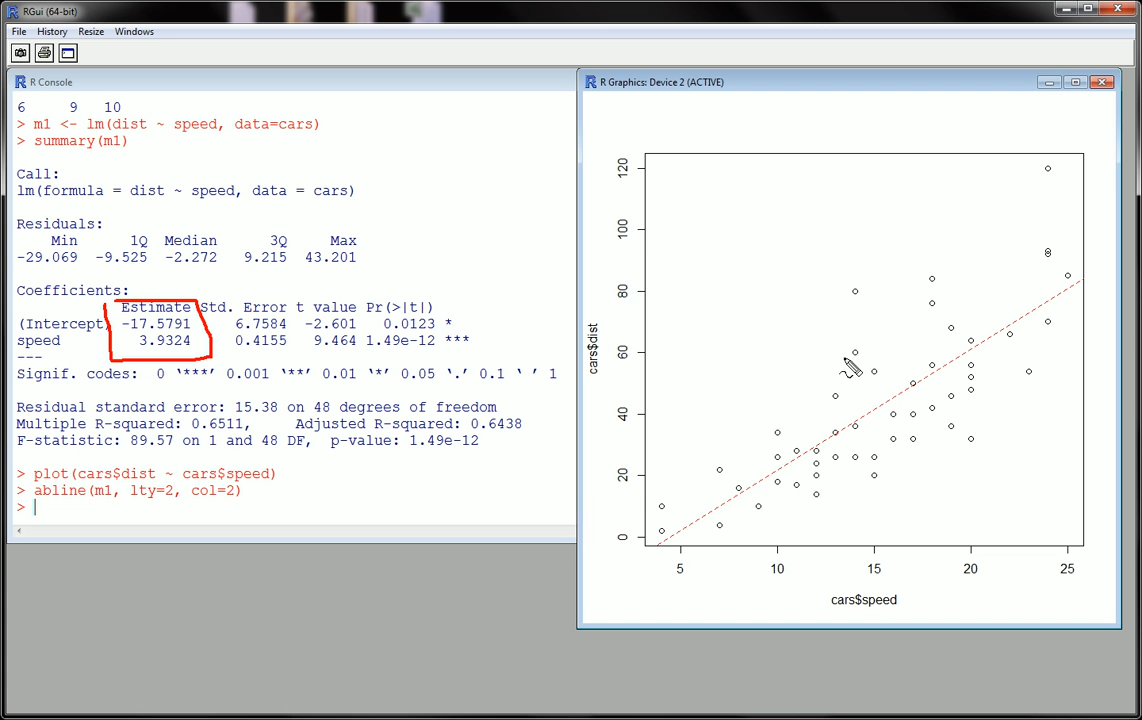 RGui (64-bit)
File History Resize Windows
R Console
6 9 10
> m1 <- lm(dist ~ speed, data=cars)
> summary(m1)
Call:
lm(formula = dist ~ speed, data = cars)
Residuals:
Min 1Q Median 3Q Max
-29.069 -9.525 -2.272 9.215 43.201
Coefficients:
Estimate Std. Error t value Pr(>|t|)
(Intercept) -17.5791 6.7584 -2.601 0.0123 *
speed 3.9324 0.4155 9.464 1.49e-12 ***
---
Signif. codes: 0 ‘***’ 0.001 ‘**’ 0.01 ‘*’ 0.05 ‘.’ 0.1 ‘ ’ 1
Residual standard error: 15.38 on 48 degrees of freedom
Multiple R-squared: 0.6511, Adjusted R-squared: 0.6438
F-statistic: 89.57 on 1 and 48 DF, p-value: 1.49e-12
> plot(cars$dist ~ cars$speed)
> abline(m1, lty=2, col=2)
>
R Graphics: Device 2 (ACTIVE)
120
100
80
60
40
20
0
cars$dist
5 10 15 20 25
cars$speed